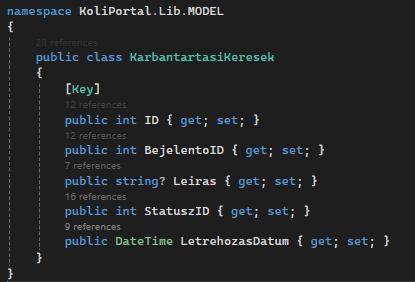 namespace KoliPortal.Lib.MODEL
{
28 references
public class KarbantartasiKeresek
{
[Key]
12 references
public int ID { get; set; }
12 references
public int BejelentoID { get; set; }
7 references
public string? Leiras { get; set; }
16 references
public int StatuszID { get; set; }
9 references
public DateTime LetrehozasDatum { get; set; }
}
}